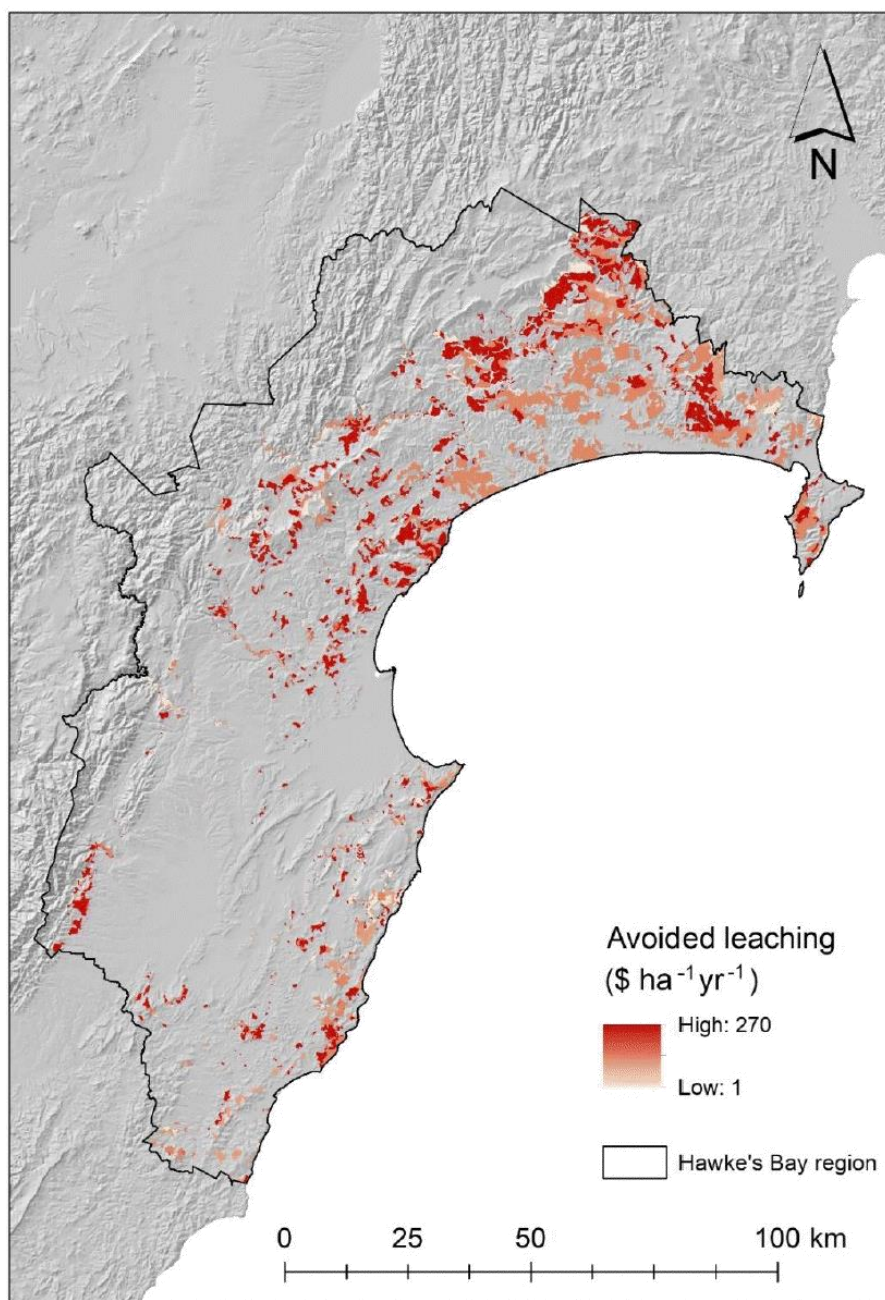 N
Avoided leaching
($ ha⁻¹ yr⁻¹)
High: 270
Low: 1
Hawke's Bay region
0 25 50 100 km